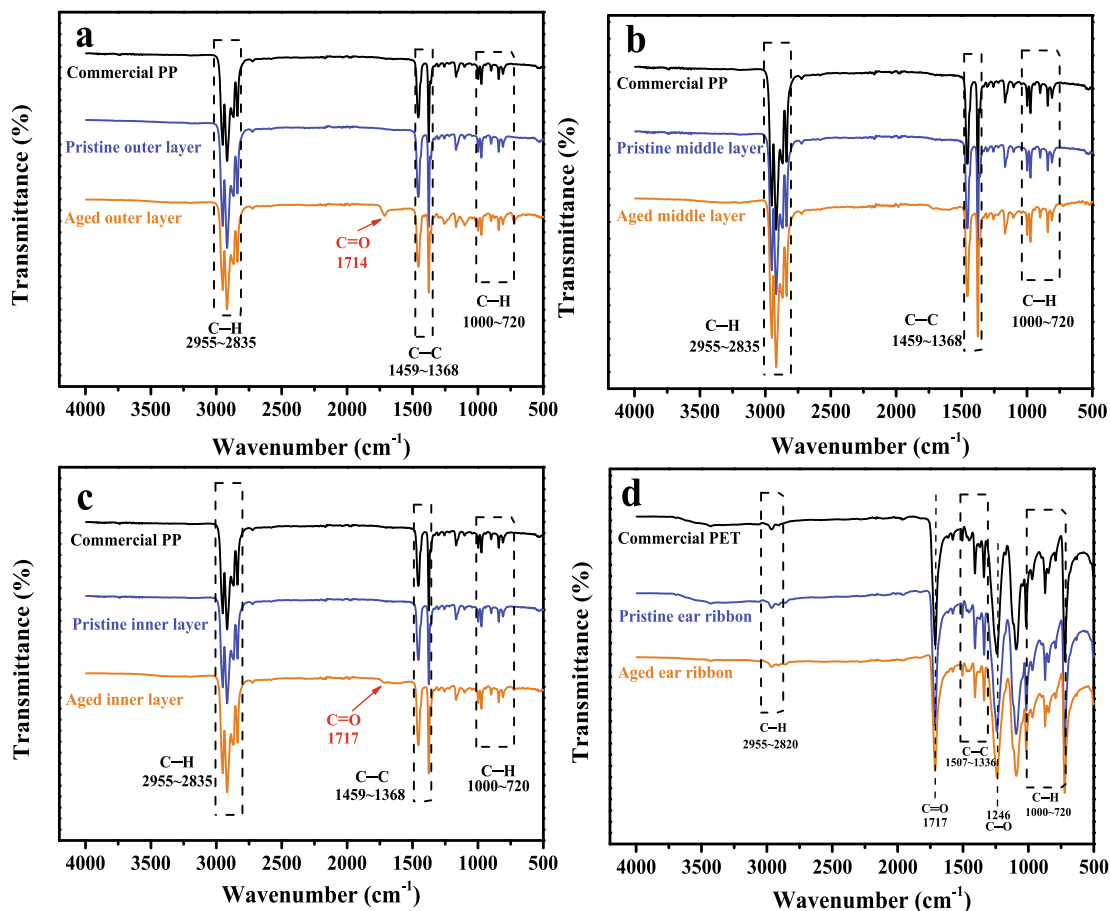 a
Commercial PP
Pristine outer layer
Aged outer layer
C=O
1714
C—H
2955~2835
C—C
1459~1368
C—H
1000~720
Transmittance (%)
4000 3500 3000 2500 2000 1500 1000 500
Wavenumber (cm-1)
b
Commercial PP
Pristine middle layer
Aged middle layer
C—H
2955~2835
C—C
1459~1368
C—H
1000~720
Transmittance (%)
4000 3500 3000 2500 2000 1500 1000 500
Wavenumber (cm-1)
c
Commercial PP
Pristine inner layer
Aged inner layer
C=O
1717
C—H
2955~2835
C—C
1459~1368
C—H
1000~720
Transmittance (%)
4000 3500 3000 2500 2000 1500 1000 500
Wavenumber (cm-1)
d
Commercial PET
Pristine ear ribbon
Aged ear ribbon
C—H
2955~2820
C—C
1507~1336
C=O
1717
1246
C—O
C—H
1000~720
Transmittance (%)
4000 3500 3000 2500 2000 1500 1000 500
Wavenumber (cm-1)